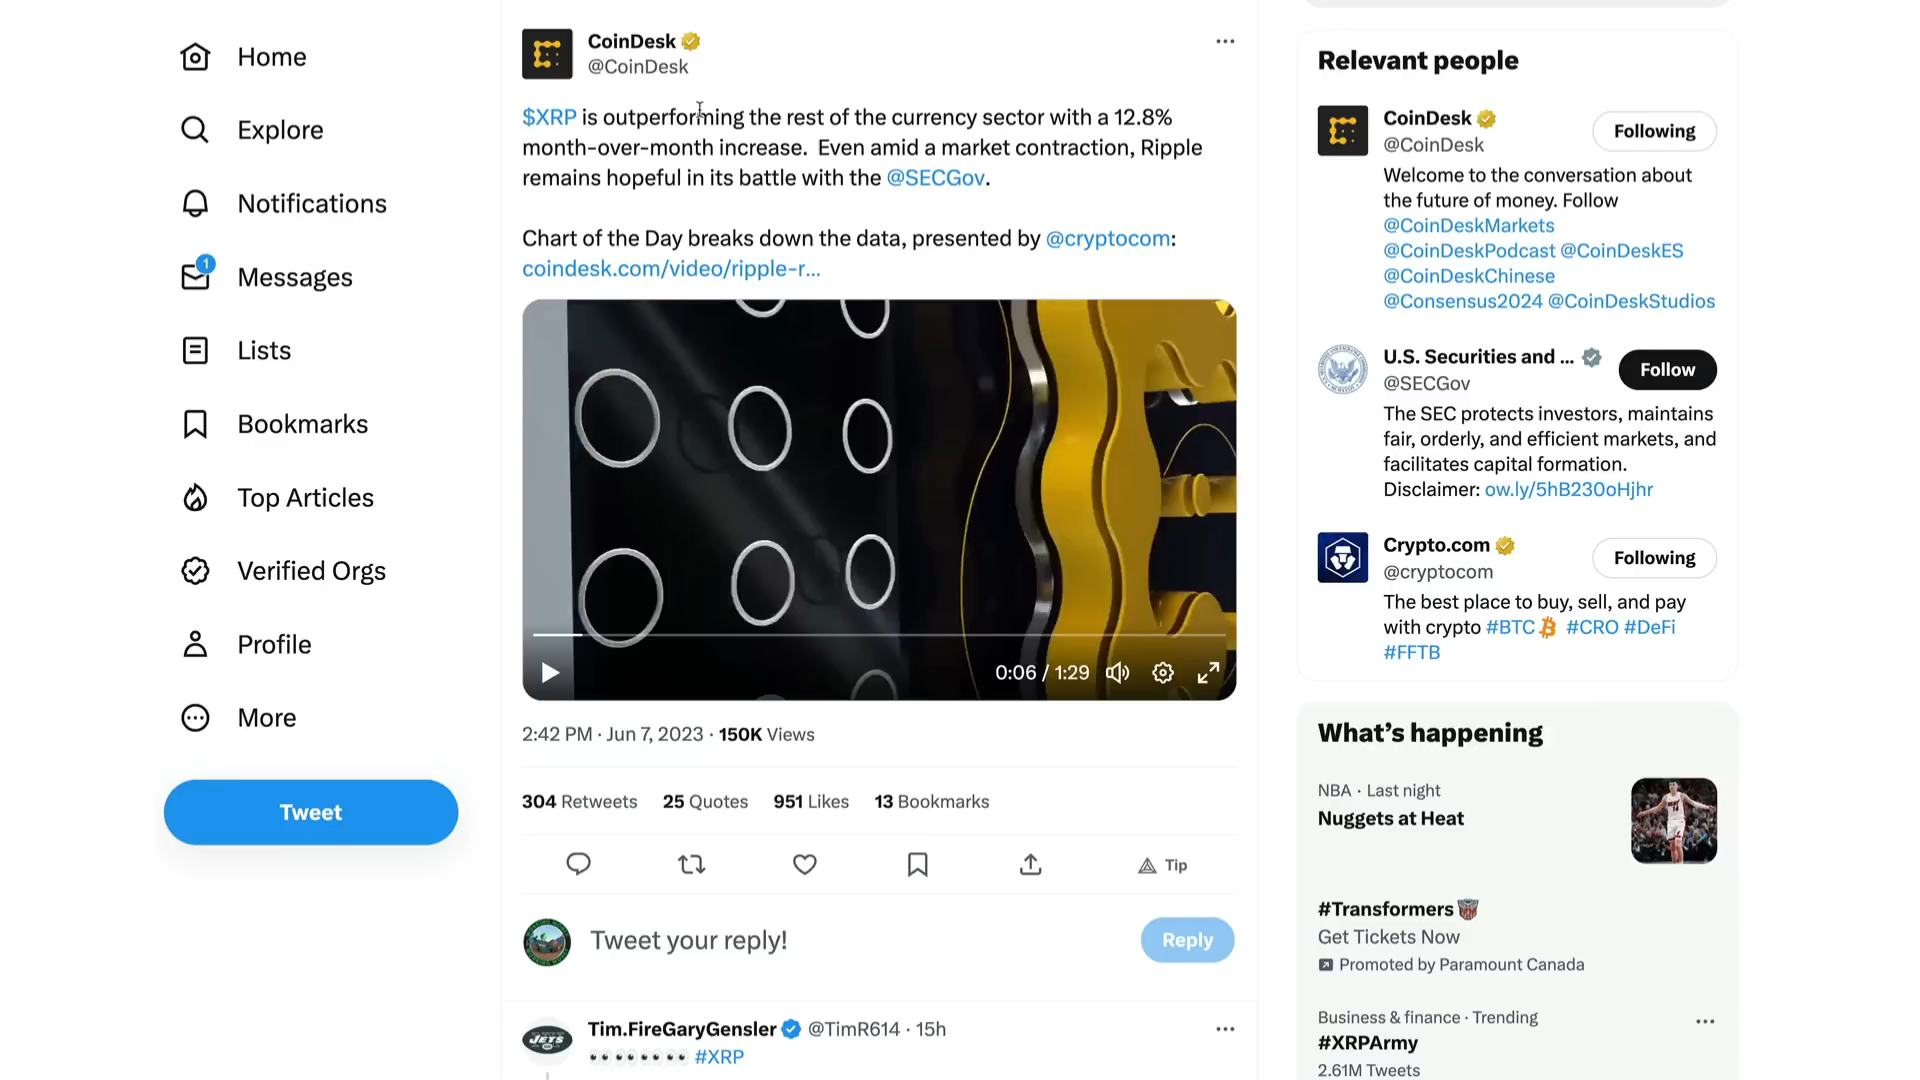 Home
Explore
Notifications
1
Messages
Lists
Bookmarks
Top Articles
Verified Orgs
Profile
More
Tweet
CoinDesk
@CoinDesk
$XRP is outperforming the rest of the currency sector with a 12.8%
month-over-month increase.  Even amid a market contraction, Ripple
remains hopeful in its battle with the @SECGov.
Chart of the Day breaks down the data, presented by @cryptocom:
coindesk.com/video/ripple-r...
0:06 / 1:29
2:42 PM · Jun 7, 2023 · 150K Views
304 Retweets 25 Quotes 951 Likes 13 Bookmarks
Tip
Tweet your reply!
Reply
Tim.FireGaryGensler @TimR614 · 15h
JETS
#XRP
Relevant people
CoinDesk
@CoinDesk
Following
Welcome to the conversation about
the future of money. Follow
@CoinDeskMarkets
@CoinDeskPodcast @CoinDeskES
@CoinDeskChinese
@Consensus2024 @CoinDeskStudios
U.S. Securities and ...
@SECGov
Follow
The SEC protects investors, maintains
fair, orderly, and efficient markets, and
facilitates capital formation.
Disclaimer: ow.ly/5hB230oHjhr
Crypto.com
@cryptocom
Following
The best place to buy, sell, and pay
with crypto #BTC #CRO #DeFi
#FFTB
What's happening
NBA · Last night
Nuggets at Heat
#Transformers
Get Tickets Now
Promoted by Paramount Canada
Business & finance · Trending
#XRPArmy
2.61M Tweets